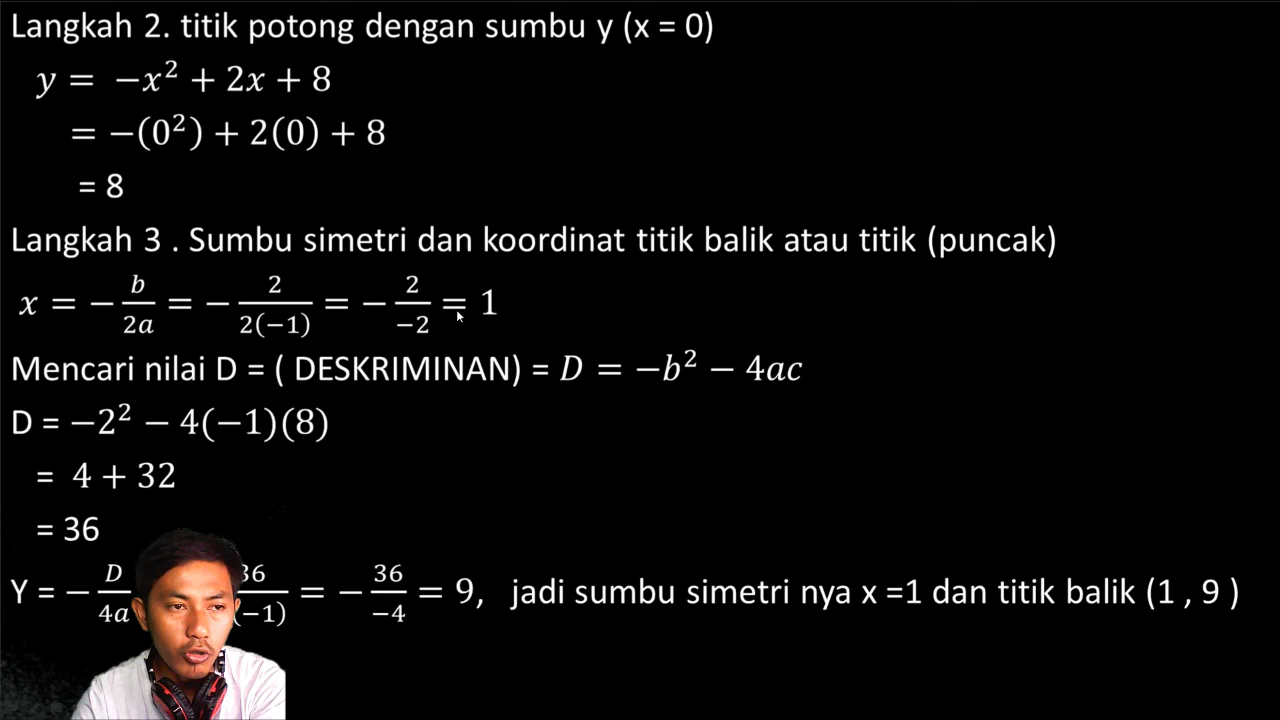 Langkah 2. titik potong dengan sumbu y (x = 0)
y = −x² + 2x + 8
= −(0²) + 2(0) + 8
= 8
Langkah 3 . Sumbu simetri dan koordinat titik balik atau titik (puncak)
x = − b/2a = − 2/2(−1) = − 2/−2 = 1
Mencari nilai D = ( DESKRIMINAN) = D = −b² − 4ac
D = −2² − 4(−1)(8)
= 4 + 32
= 36
Y = − D/4a 36/(−1) = − 36/−4 = 9, jadi sumbu simetri nya x =1 dan titik balik (1 , 9 )